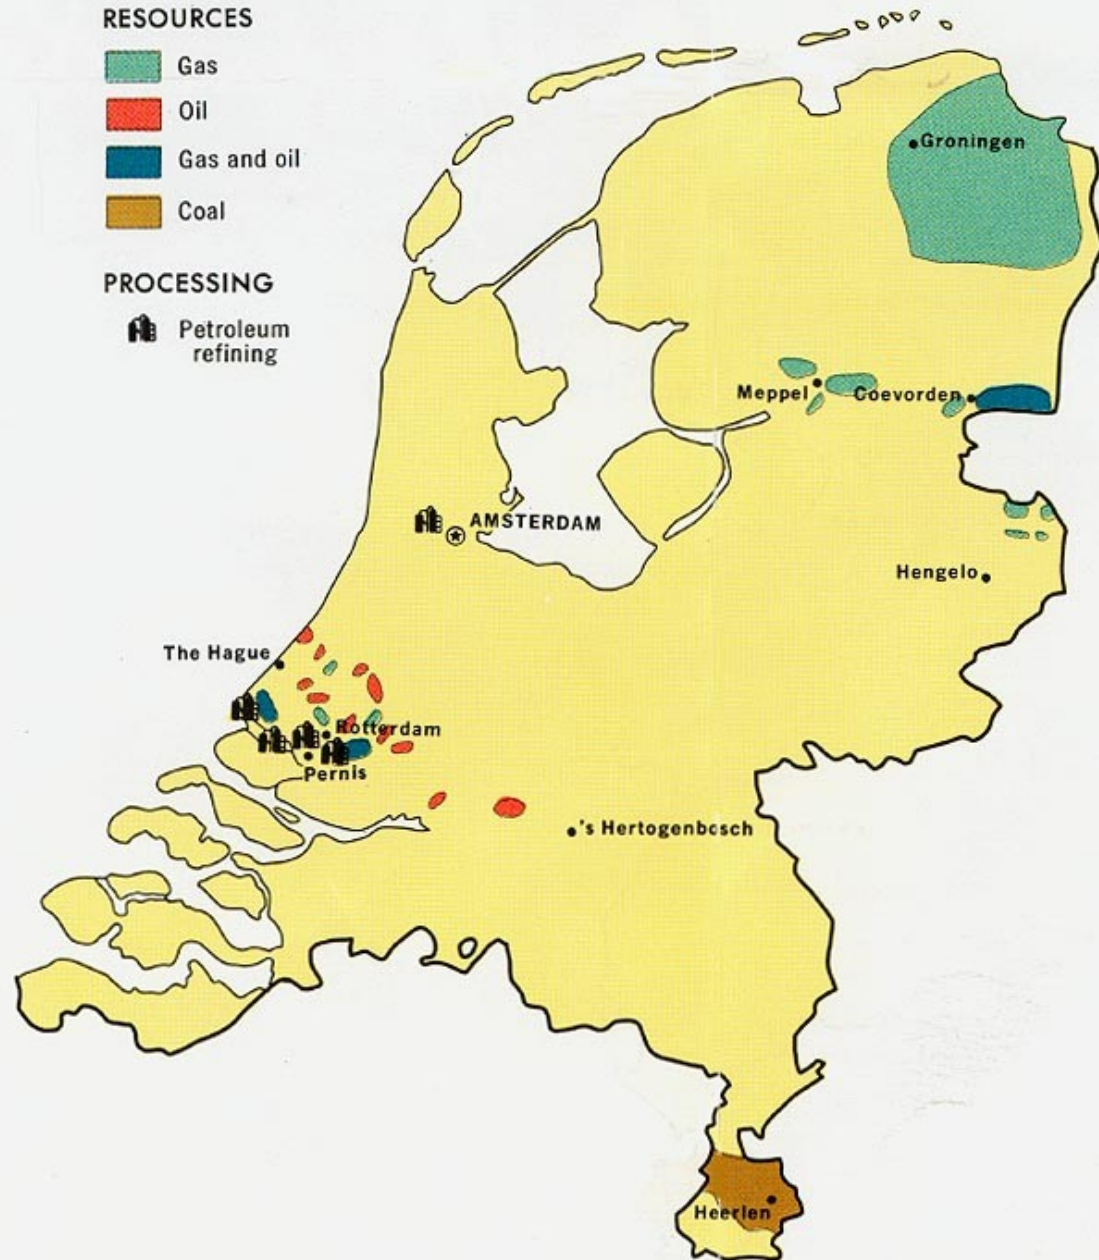 RESOURCES
Gas
Oil
Gas and oil
Coal
PROCESSING
Petroleum
refining
Groningen
Meppel
Coevorden
AMSTERDAM
Hengelo
The Hague
Rotterdam
Pernis
's Hertogenbosch
Heerlen